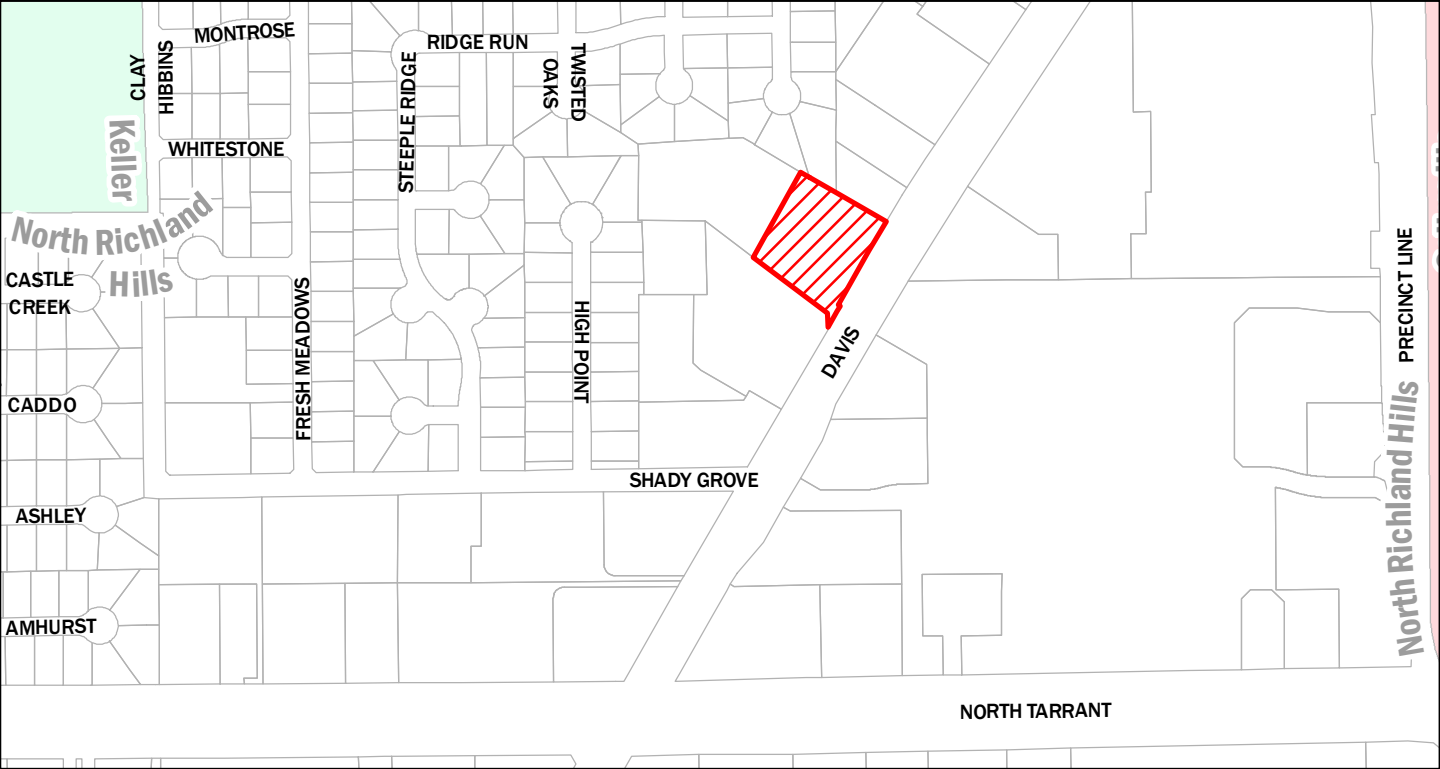 MONTROSE
CLAY
HIBBINS
RIDGE RUN
STEEPLE RIDGE
TWISTED
OAKS
Keller
WHITESTONE
North Richland
Hills
CASTLE
CREEK
FRESH MEADOWS
HIGH POINT
PRECINCT LINE
DAVIS
CADDO
North Richland Hills
SHADY GROVE
ASHLEY
AMHURST
NORTH TARRANT